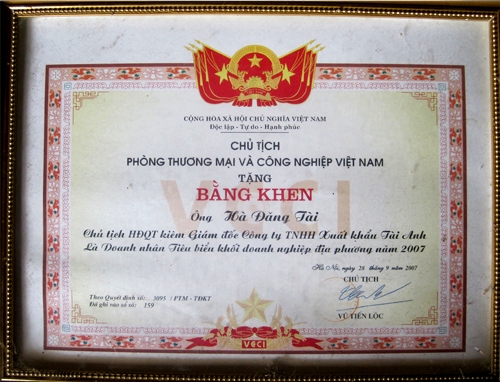 CỘNG HÒA XÃ HỘI CHỦ NGHĨA VIỆT NAM
Độc lập - Tự do - Hạnh phúc
CHỦ TỊCH
PHÒNG THƯƠNG MẠI VÀ CÔNG NGHIỆP VIỆT NAM
TẶNG
BẰNG KHEN
Ông Hà Đăng Tài
Chủ tịch HĐQT kiêm Giám đốc Công ty TNHH Xuất khẩu Tài Anh
Là Doanh nhân Tiêu biểu khối doanh nghiệp địa phương năm 2007
Hà Nội, ngày 28 tháng 9 năm 2007
CHỦ TỊCH
Theo Quyết định số: 3095 / PTM - TĐKT
Đã ghi vào sổ số: 159
VŨ TIẾN LỘC
VCCI
VCCI